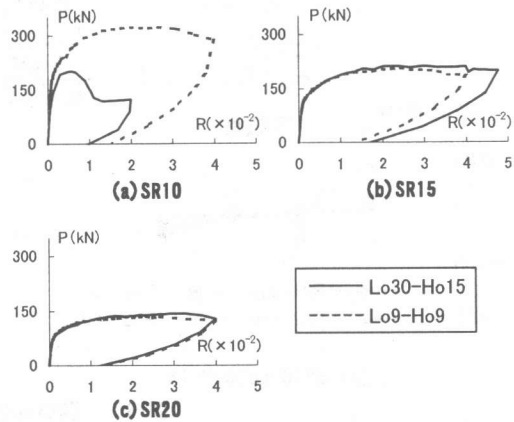 P(kN)
300
150
0
R(×10⁻²)
0 1 2 3 4 5
(a)SR10
P(kN)
300
150
0
R(×10⁻²)
0 1 2 3 4 5
(b)SR15
P(kN)
300
150
0
R(×10⁻²)
0 1 2 3 4 5
(c)SR20
Lo30-Ho15
Lo9-Ho9